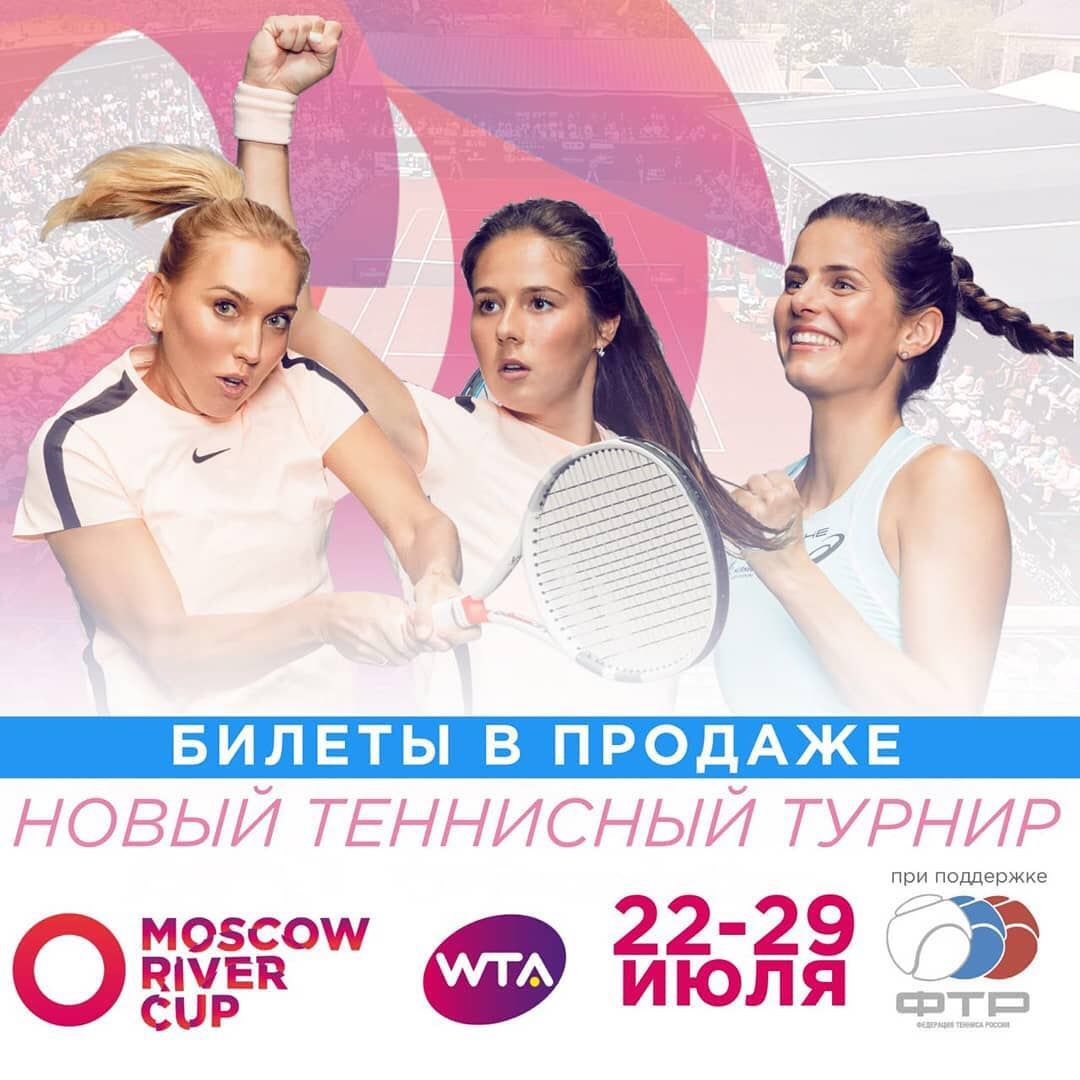 БИЛЕТЫ В ПРОДАЖЕ
НОВЫЙ ТЕННИСНЫЙ ТУРНИР
MOSCOW
RIVER
CUP
WTA
22-29
ИЮЛЯ
при поддержке
ФТР
ФЕДЕРАЦИЯ ТЕННИСА РОССИИ